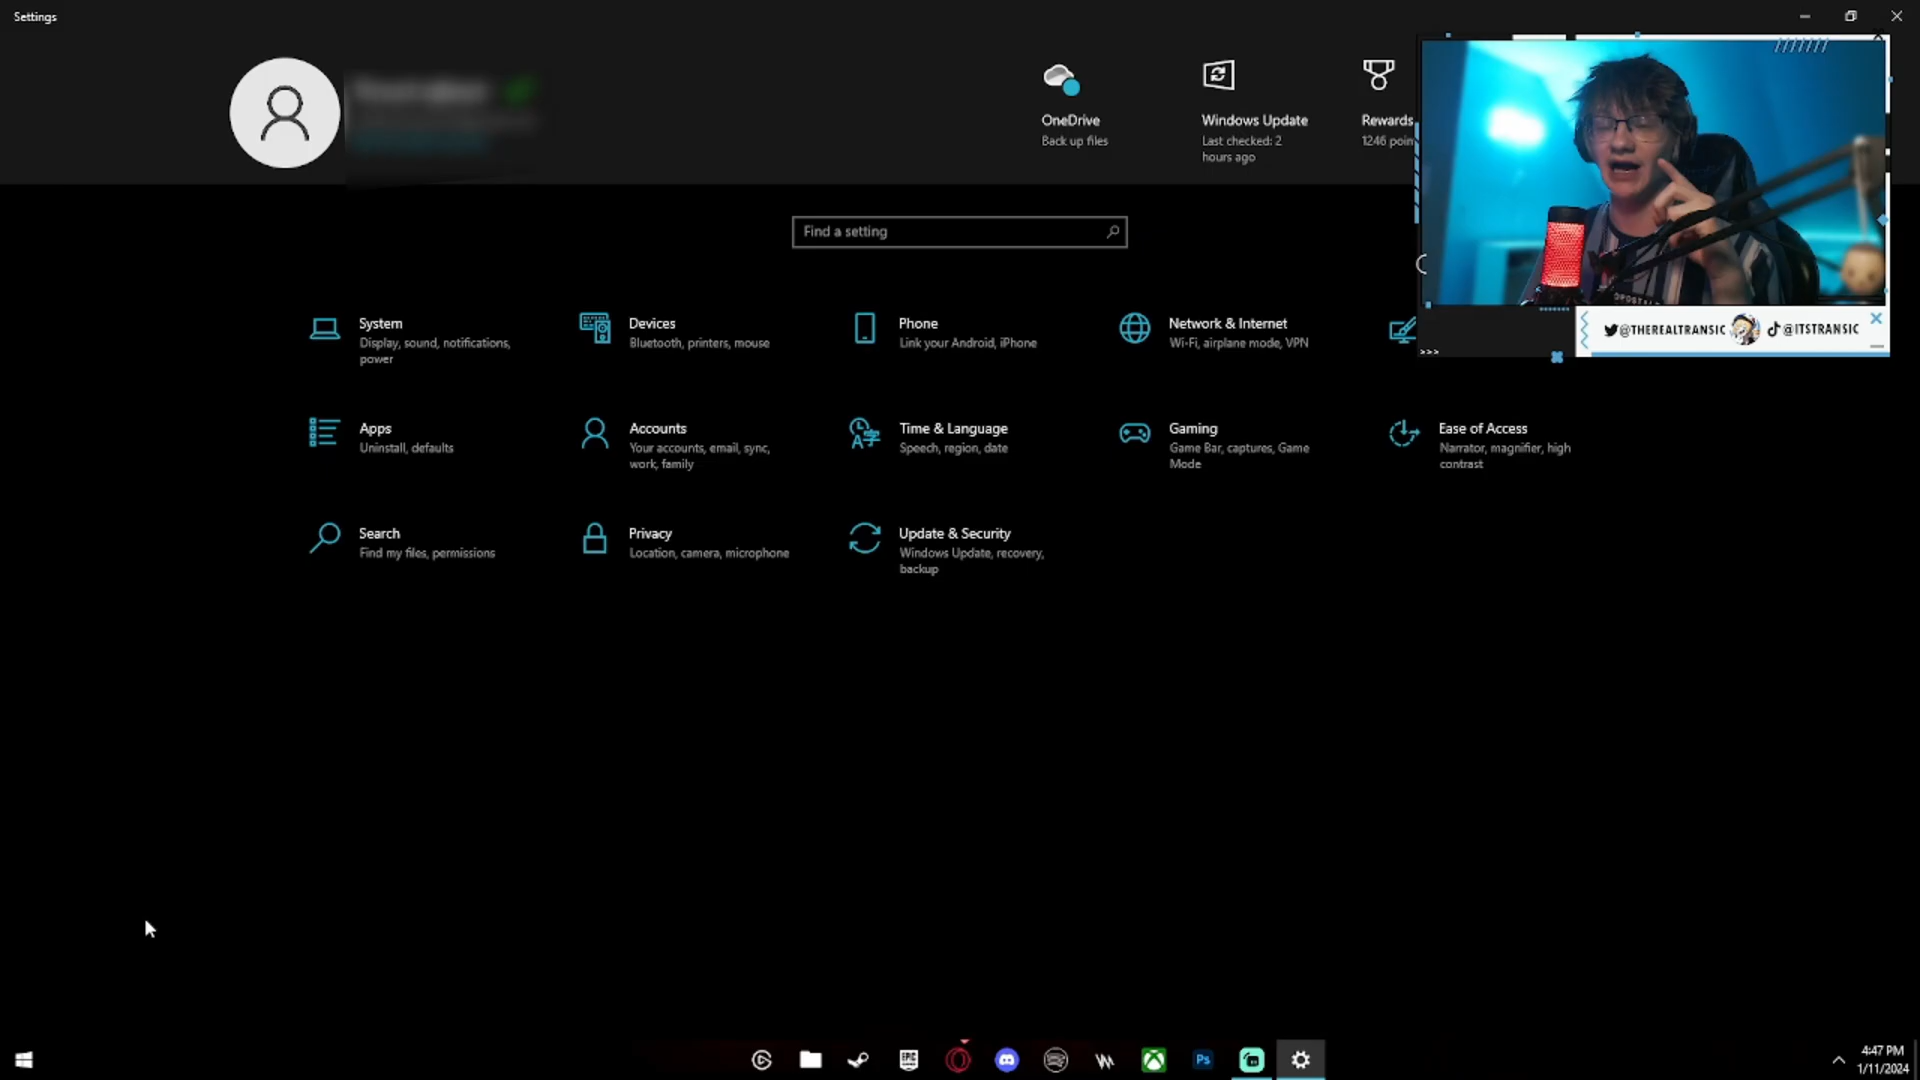 Settings
OneDrive
Back up files
Windows Update
Last checked: 2
hours ago
Rewards
1246 poin
Find a setting
System
Display, sound, notifications,
power
Devices
Bluetooth, printers, mouse
Phone
Link your Android, iPhone
Network & Internet
Wi-Fi, airplane mode, VPN
@THEREALTRANSIC
@ITSTRANSIC
>>>
Apps
Uninstall, defaults
Accounts
Your accounts, email, sync,
work, family
Time & Language
Speech, region, date
Gaming
Game Bar, captures, Game
Mode
Ease of Access
Narrator, magnifier, high
contrast
Search
Find my files, permissions
Privacy
Location, camera, microphone
Update & Security
Windows Update, recovery,
backup
EPIC
Ps
4:47 PM
1/11/2024